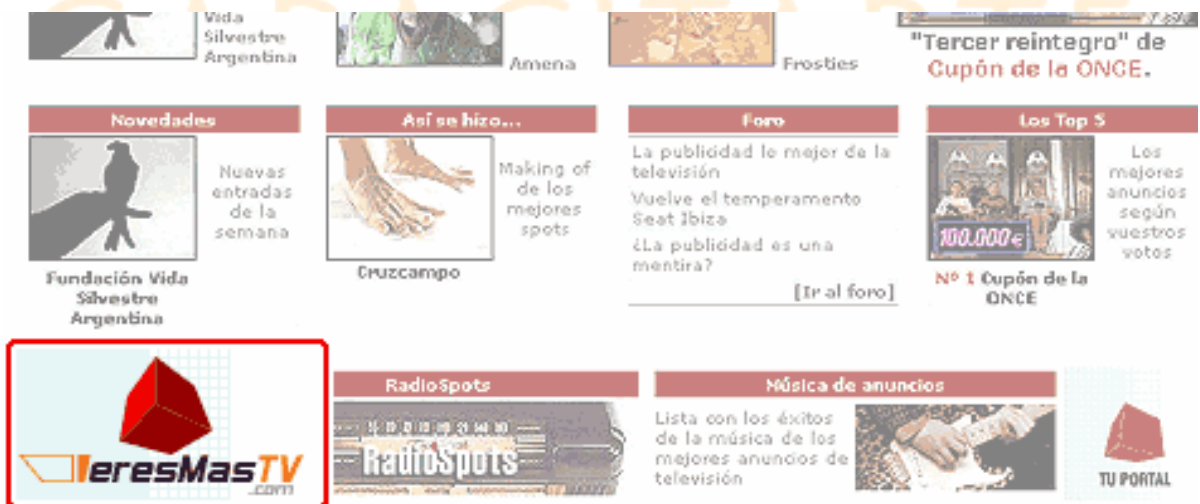 Vida
Silvestre
Argentina
Amena
Frosties
"Tercer reintegro" de
Cupón de la ONCE.
Novedades
Nuevas
entradas
de la
semana
Fundación Vida
Silvestre
Argentina
Así se hizo...
Making of
de los
mejores
spots
Cruzcampo
Foro
La publicidad lo mejor de la
televisión
Vuelve el temperamento
Seat Ibiza
¿La publicidad es una
mentira?
[Ir al foro]
Los Top 5
100.000€
Los
mejores
anuncios
según
vuestros
votos
Nº 1 Cupón de la
ONCE
eresMasTV
.com
RadioSpots
RadioSpots
Música de anuncios
Lista con los éxitos
de la música de los
mejores anuncios de
televisión
TU PORTAL